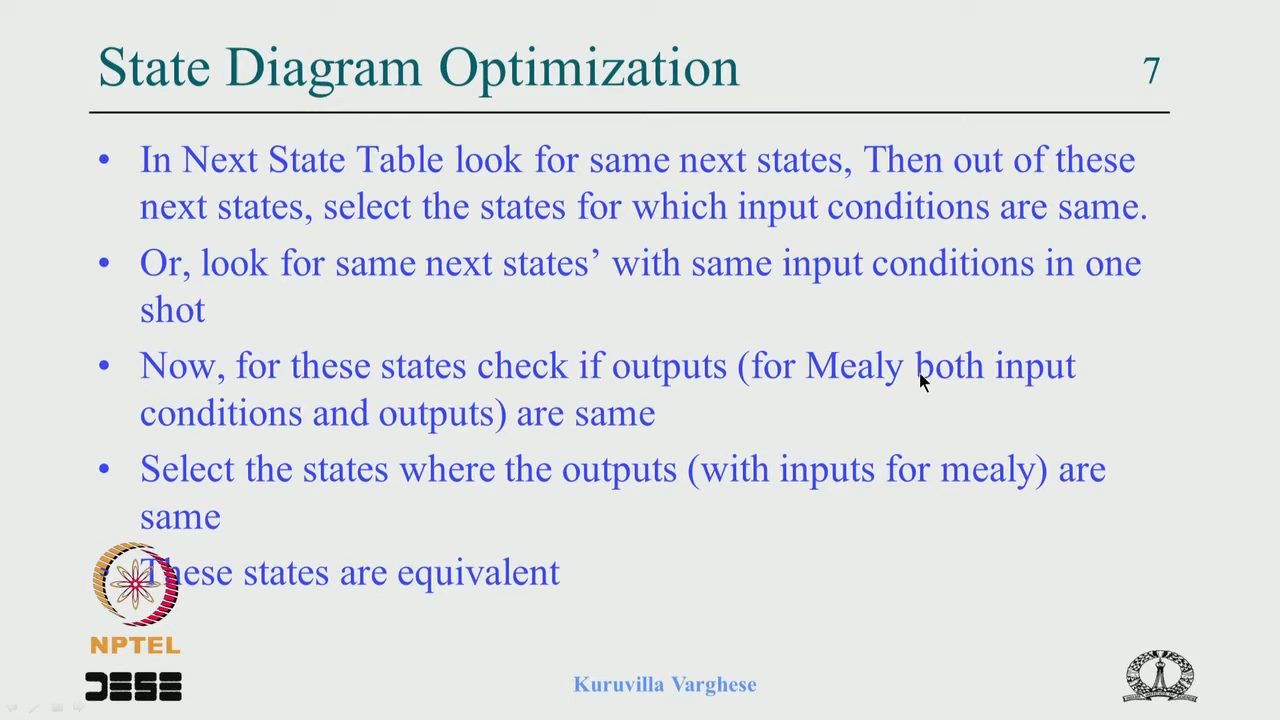 State Diagram Optimization
7
• In Next State Table look for same next states, Then out of these
next states, select the states for which input conditions are same.
• Or, look for same next states’ with same input conditions in one
shot
• Now, for these states check if outputs (for Mealy both input
conditions and outputs) are same
• Select the states where the outputs (with inputs for mealy) are
same
• These states are equivalent
NPTEL
DESE
Kuruvilla Varghese